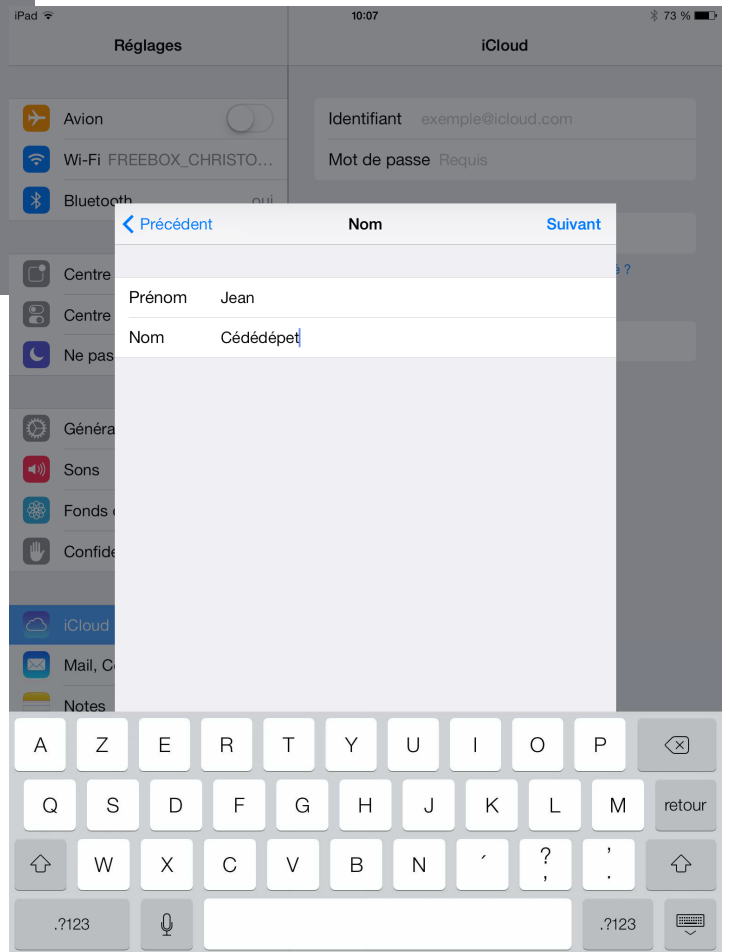 iPad 10:07 73 %
Réglages
iCloud
Avion
Wi-Fi FREEBOX_CHRISTO...
Bluetooth oui
Centre
Centre
Ne pas
Généra
Sons
Fonds
Confide
iCloud
Mail, C
Notes
Identifiant exemple@icloud.com
Mot de passe Requis
é ?
Précédent Nom Suivant
Prénom Jean
Nom Cédédépet
A Z E R T Y U I O P
Q S D F G H J K L M retour
W X C V B N ´ ? , ' .
.?123 .?123